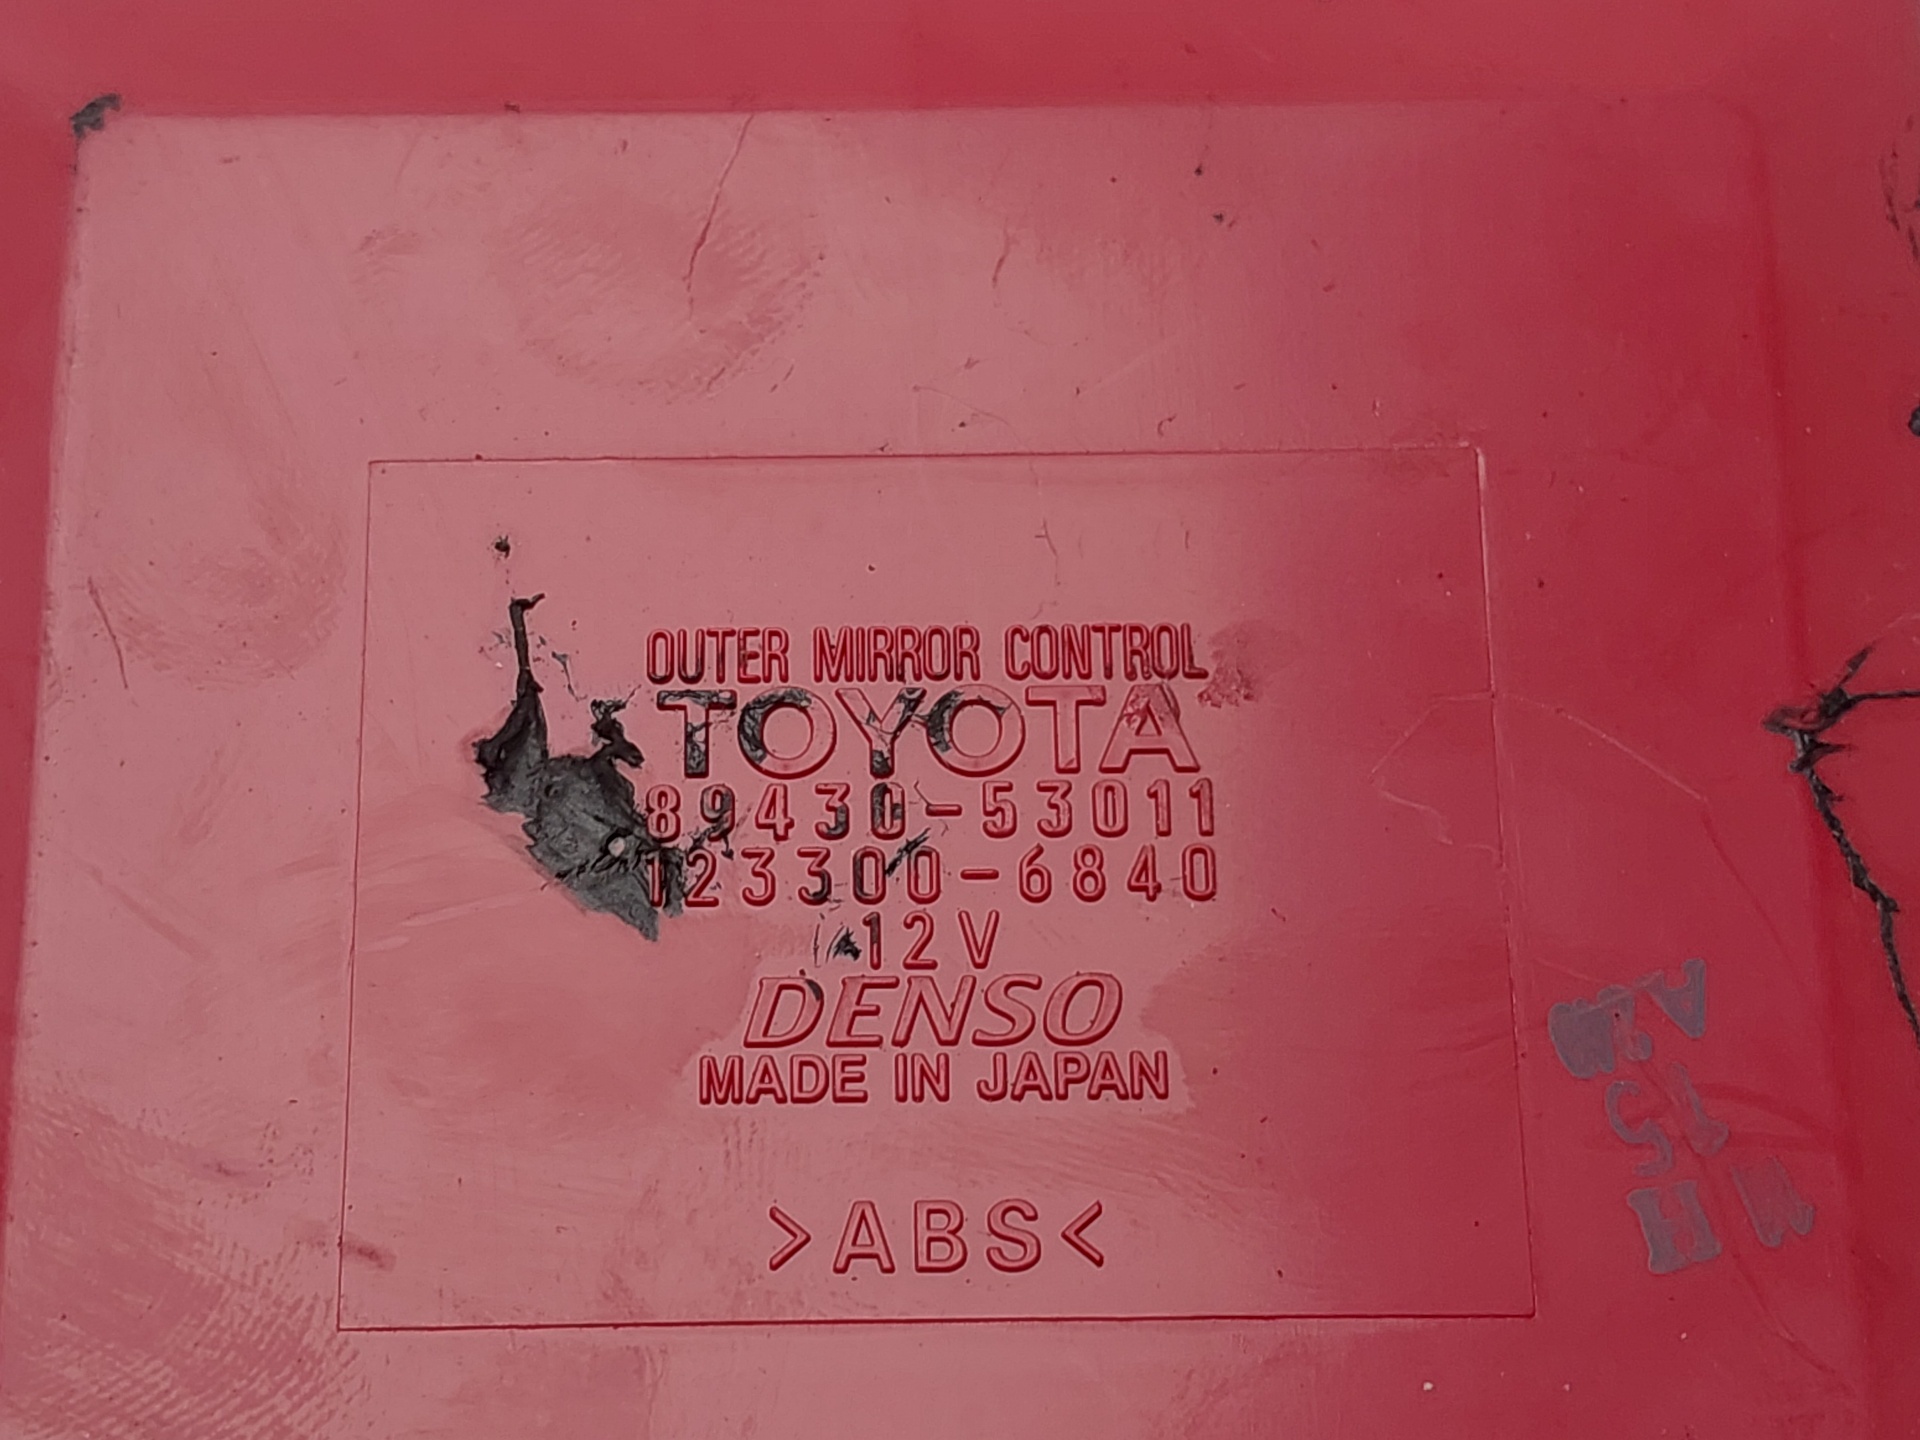 OUTER MIRROR CONTROL
TOYOTA
89430-53011
123300-6840
12V
DENSO
MADE IN JAPAN
>ABS<